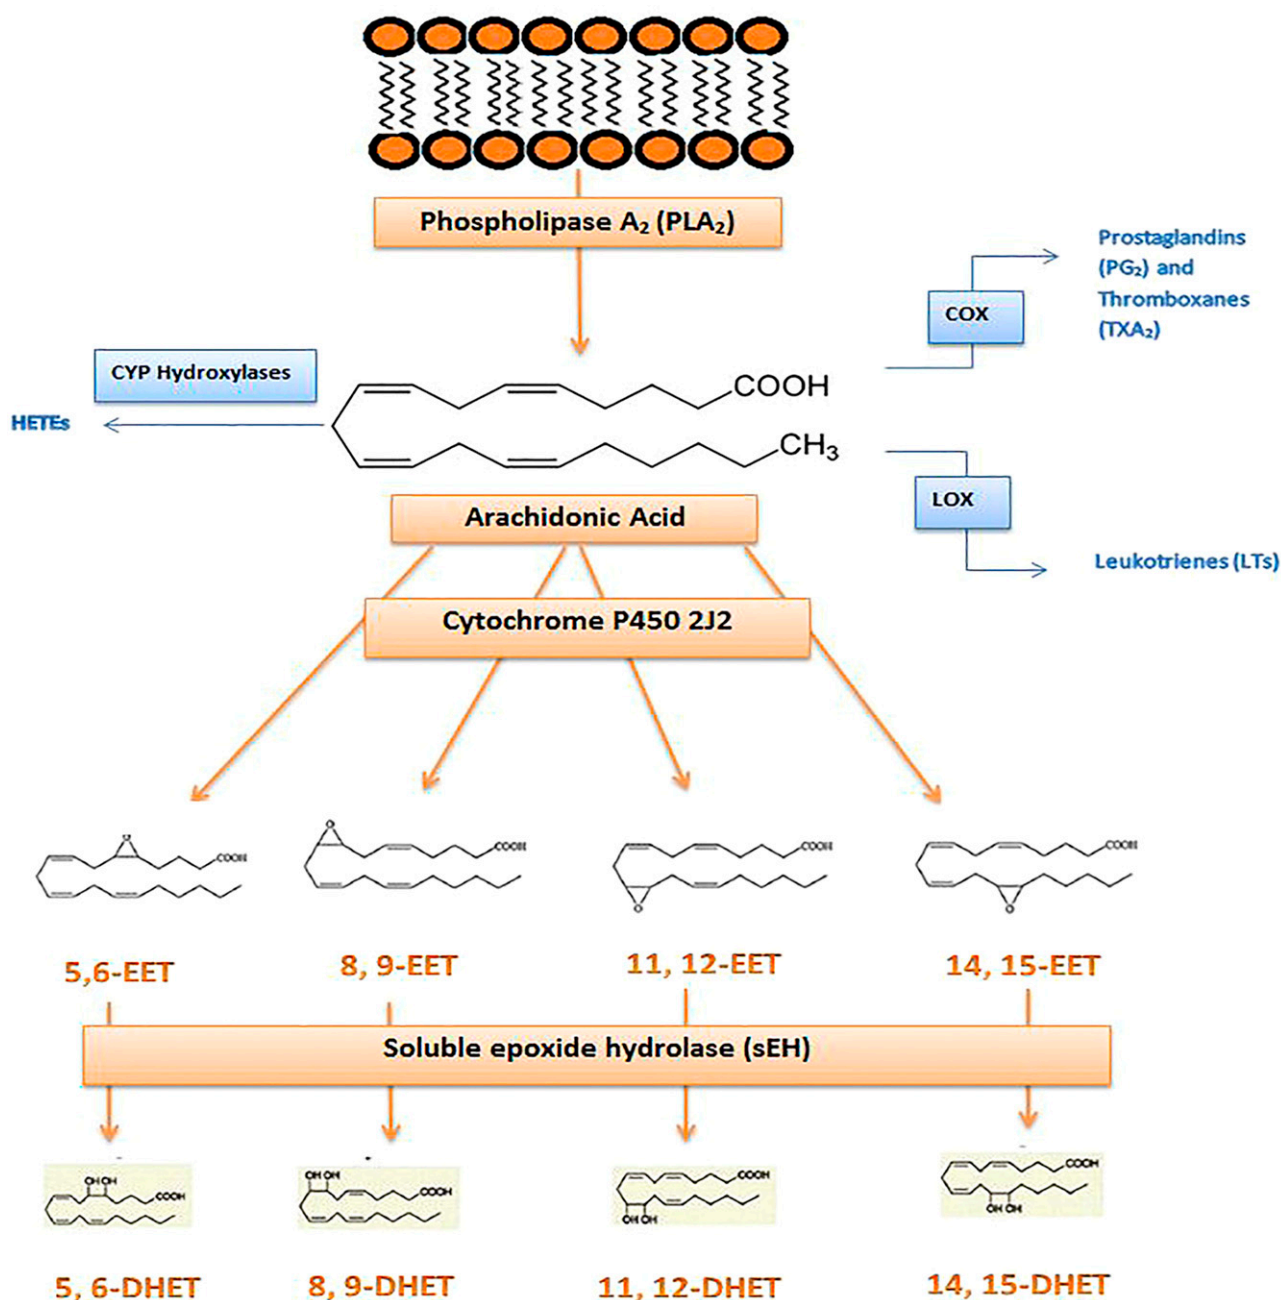 Phospholipase A₂ (PLA₂)
Prostaglandins
(PG₂) and
Thromboxanes
(TXA₂)
COX
CYP Hydroxylases
COOH
HETEs
CH₃
LOX
Arachidonic Acid
Leukotrienes (LTs)
Cytochrome P450 2J2
O
COOH
O
COOH
COOH
O
COOH
O
5,6-EET
8, 9-EET
11, 12-EET
14, 15-EET
Soluble epoxide hydrolase (sEH)
OH OH
COOH
OH OH
COOH
COOH
OH OH
COOH
OH OH
5, 6-DHET
8, 9-DHET
11, 12-DHET
14, 15-DHET